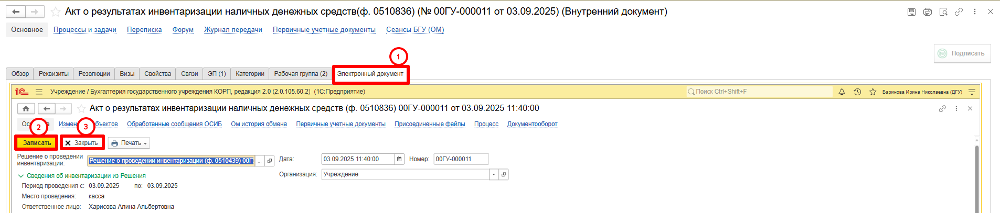 Акт о результатах инвентаризации наличных денежных средств(ф. 0510836) (№ 00ГУ-000011 от 03.09.2025) (Внутренний документ)
Основное Процессы и задачи Переписка Форум Журнал передачи Первичные учетные документы Сеансы БГУ (ОМ)
Подписать
1
Обзор Реквизиты Резолюции Визы Свойства Связи ЭП (1) Категории Рабочая группа (2) Электронный документ
1С Учреждение / Бухгалтерия государственного учреждения КОРП, редакция 2.0 (2.0.105.60.2) (1С:Предприятие) Поиск Ctrl+Shift+F Баринова Ирина Николаевна (ДГУ)
Акт о результатах инвентаризации наличных денежных средств (ф. 0510836) 00ГУ-000011 от 03.09.2025 11:40:00
2 3 Обработанные сообщения ОСИБ Ом история обмена Первичные учетные документы Присоединенные файлы Процесс Документооборот
Записать Закрыть Печать
Решение о проведении инвентаризации: Решение о проведении инвентаризации (ф. 0510439) 00Г ... Дата: 03.09.2025 11:40:00 Номер: 00ГУ-000011
Организация: Учреждение
Сведения об инвентаризации из Решения
Период проведения с: 03.09.2025 по: 03.09.2025
Место проведения: касса
Ответственное лицо: Харисова Алина Альбертовна